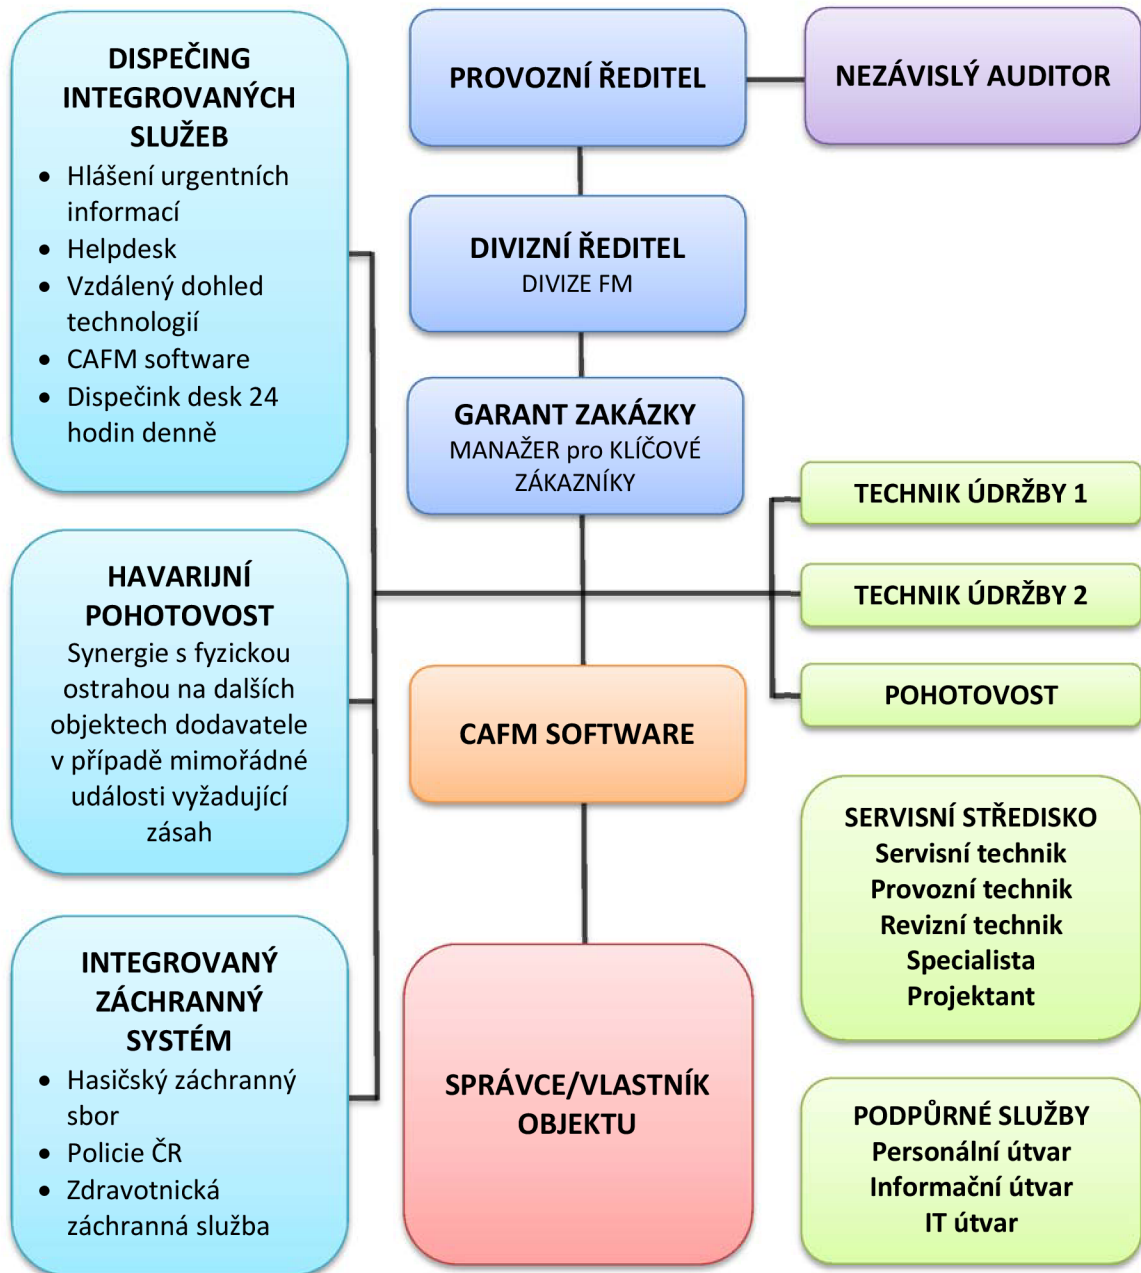 DISPEČING
INTEGROVANÝCH
SLUŽEB
• Hlášení urgentních
informací
• Helpdesk
• Vzdálený dohled
technologií
• CAFM software
• Dispečink desk 24
hodin denně
HAVARIJNÍ
POHOTOVOST
Synergie s fyzickou
ostrahou na dalších
objektech dodavatele
v případě mimořádné
události vyžadující
zásah
INTEGROVANÝ
ZÁCHRANNÝ
SYSTÉM
• Hasičský záchranný
sbor
• Policie ČR
• Zdravotnická
záchranná služba
PROVOZNÍ ŘEDITEL
DIVIZNÍ ŘEDITEL
DIVIZE FM
GARANT ZAKÁZKY
MANAŽER pro KLÍČOVÉ
ZÁKAZNÍKY
CAFM SOFTWARE
SPRÁVCE/VLASTNÍK
OBJEKTU
NEZÁVISLÝ AUDITOR
TECHNIK ÚDRŽBY 1
TECHNIK ÚDRŽBY 2
POHOTOVOST
SERVISNÍ STŘEDISKO
Servisní technik
Provozní technik
Revizní technik
Specialista
Projektant
PODPŮRNÉ SLUŽBY
Personální útvar
Informační útvar
IT útvar